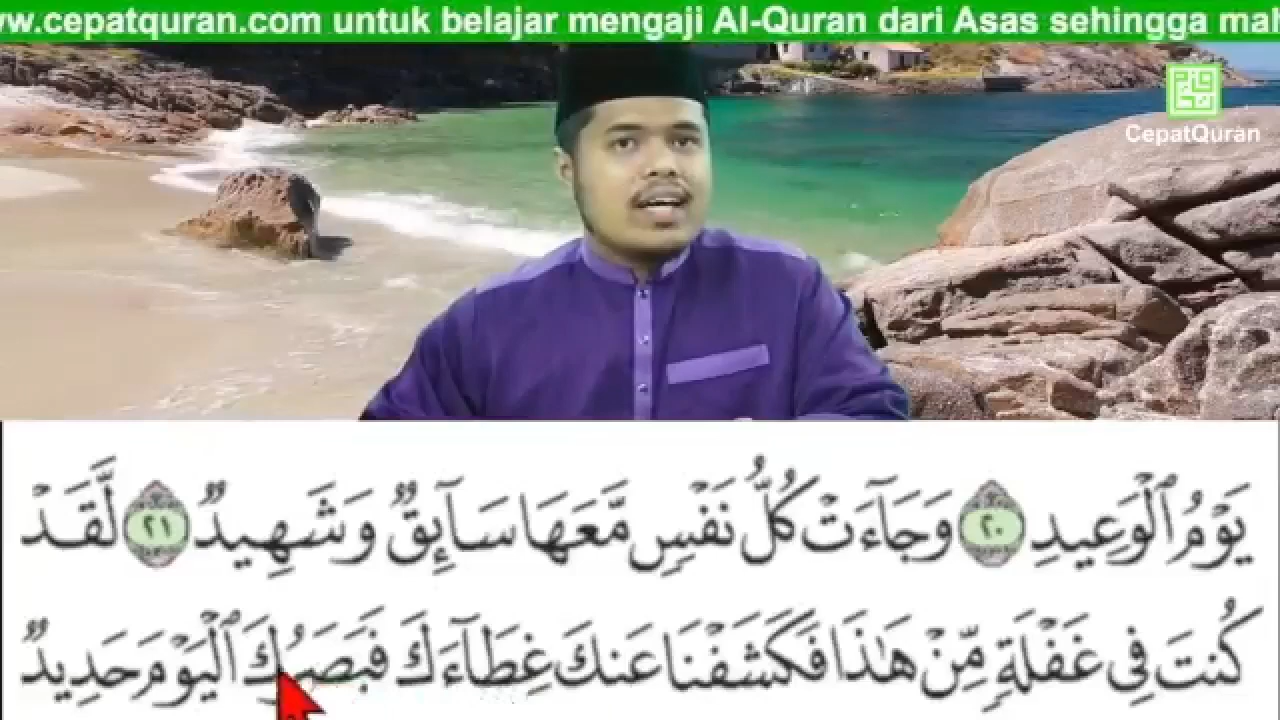 ww.cepatquran.com untuk belajar mengaji Al-Quran dari Asas sehingga mah
CepatQuran
يَوْمُ ٱلْوَعِيدِ ٢٠ وَجَآءَتْ كُلُّ نَفْسٍ مَّعَهَا سَآئِقٌ وَشَهِيدٌ ٢١ لَّقَدْ
كُنتَ فِى غَفْلَةٍ مِّنْ هَٰذَا فَكَشَفْنَا عَنكَ غِطَآءَكَ فَبَصَرُكَ ٱلْيَوْمَ حَدِيدٌ